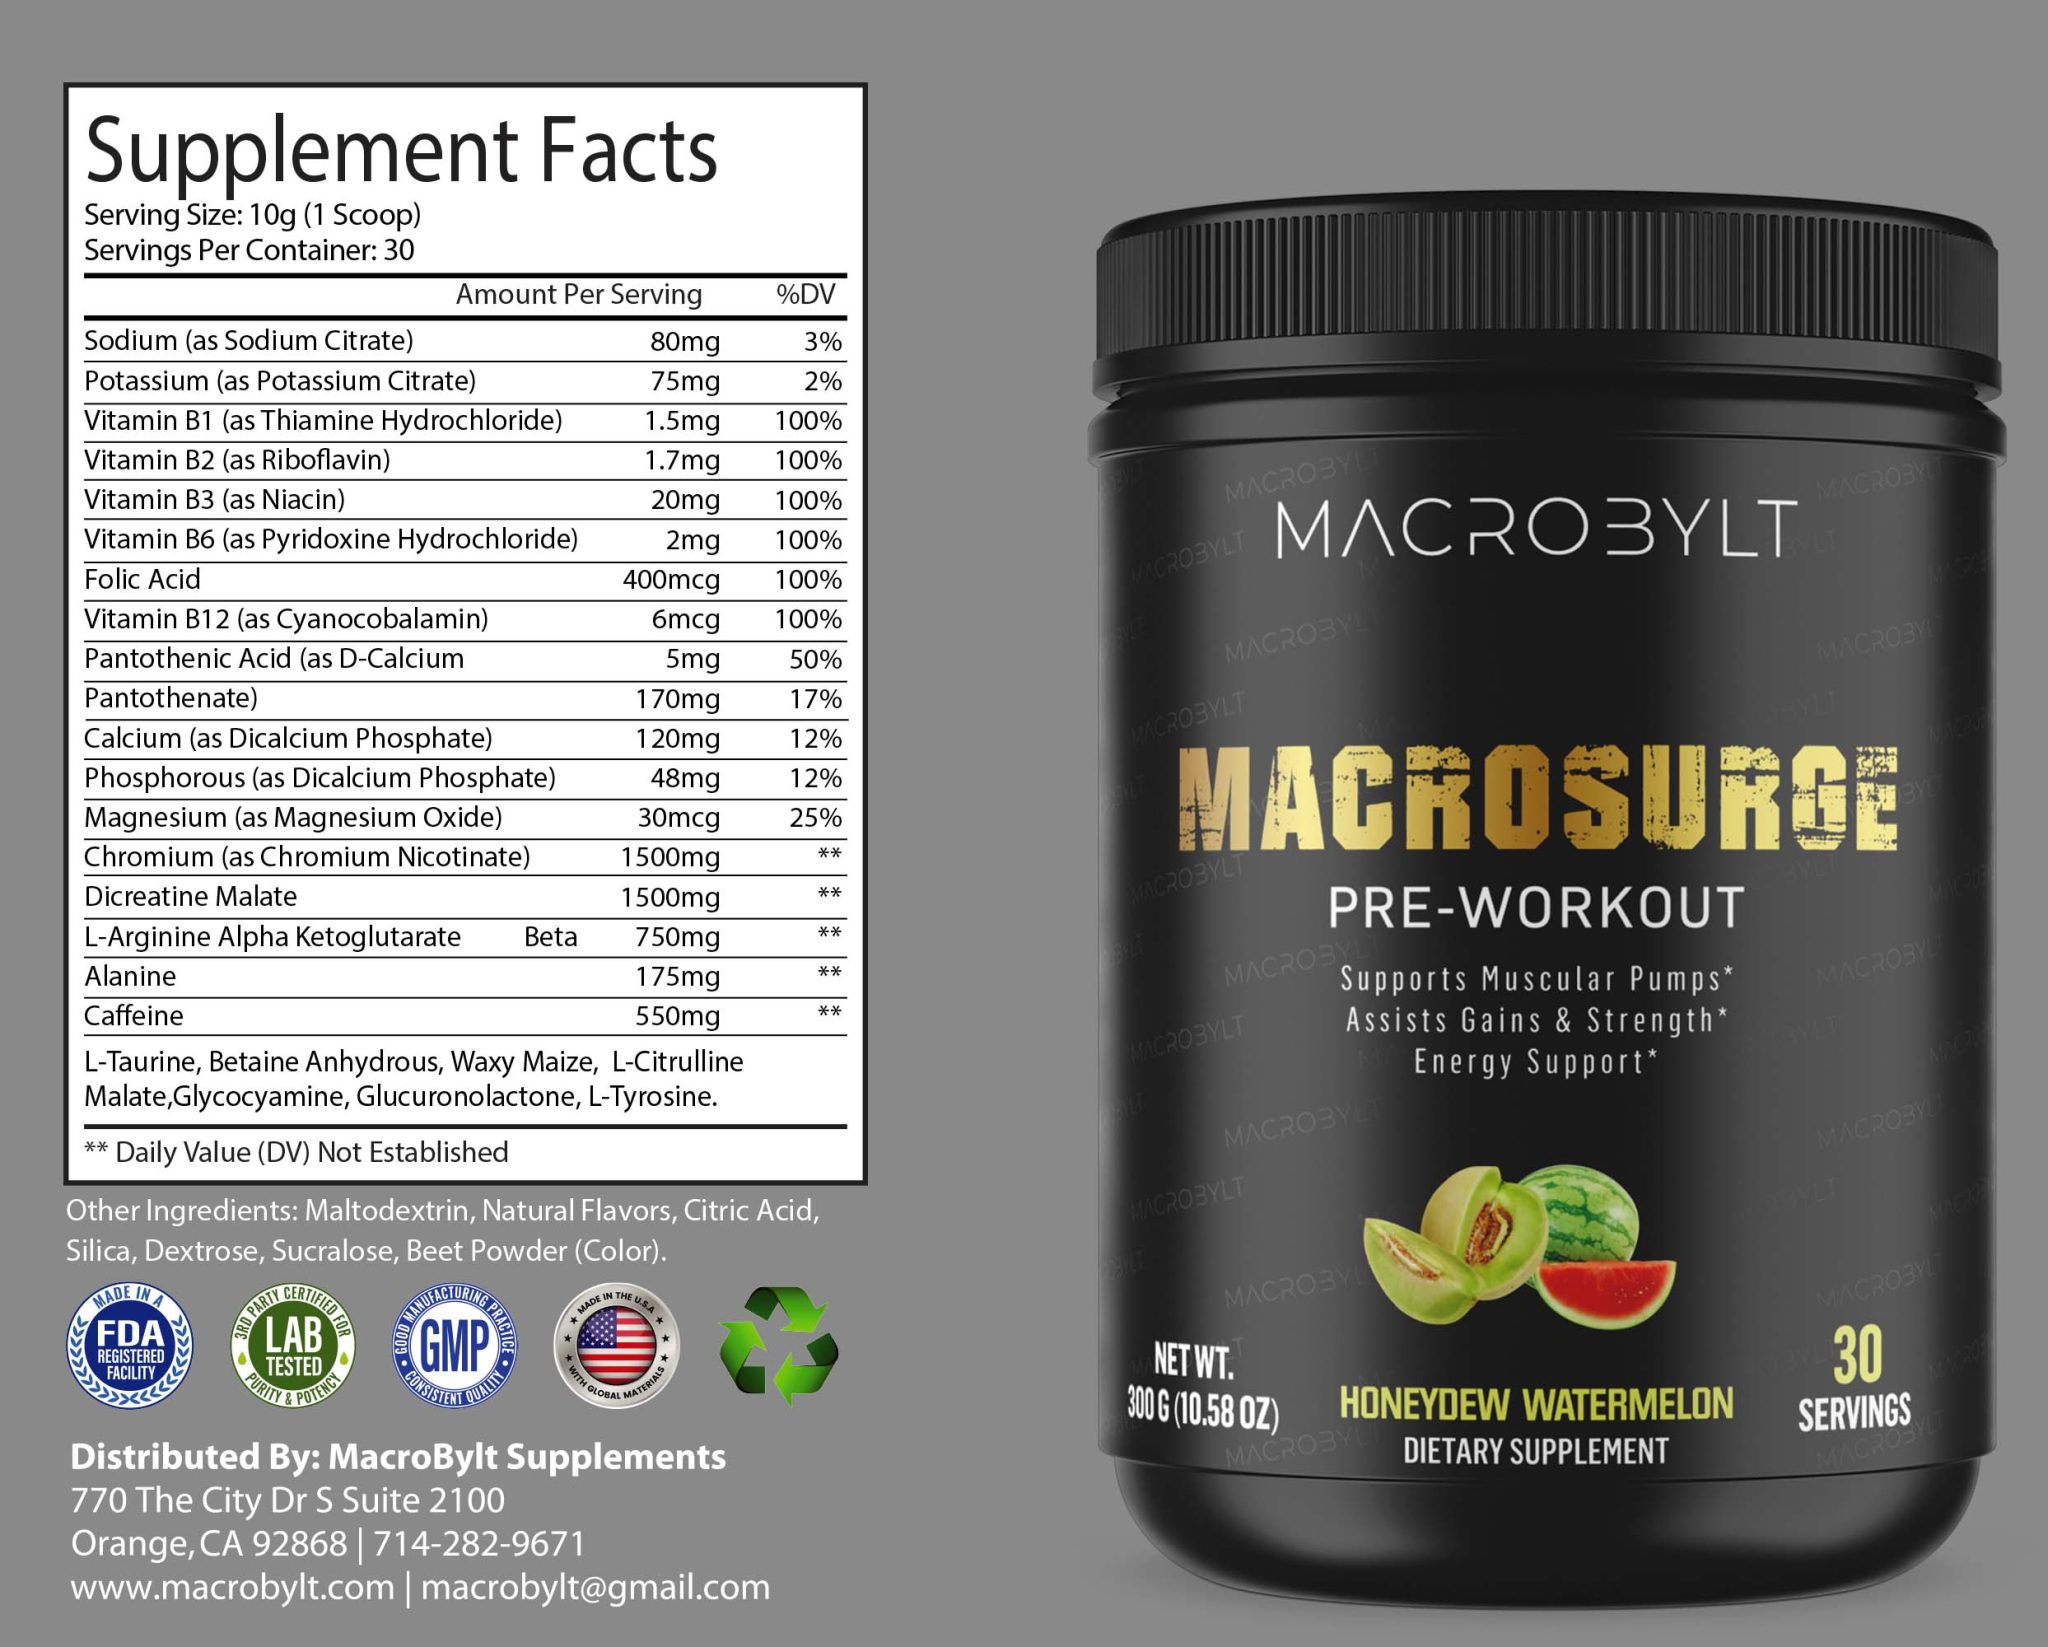 Supplement Facts
Serving Size: 10g (1 Scoop)
Servings Per Container: 30
Amount Per Serving %DV
Sodium (as Sodium Citrate) 80mg 3%
Potassium (as Potassium Citrate) 75mg 2%
Vitamin B1 (as Thiamine Hydrochloride) 1.5mg 100%
Vitamin B2 (as Riboflavin) 1.7mg 100%
Vitamin B3 (as Niacin) 20mg 100%
Vitamin B6 (as Pyridoxine Hydrochloride) 2mg 100%
Folic Acid 400mcg 100%
Vitamin B12 (as Cyanocobalamin) 6mcg 100%
Pantothenic Acid (as D-Calcium 5mg 50%
Pantothenate) 170mg 17%
Calcium (as Dicalcium Phosphate) 120mg 12%
Phosphorous (as Dicalcium Phosphate) 48mg 12%
Magnesium (as Magnesium Oxide) 30mcg 25%
Chromium (as Chromium Nicotinate) 1500mg **
Dicreatine Malate 1500mg **
L-Arginine Alpha Ketoglutarate Beta 750mg **
Alanine 175mg **
Caffeine 550mg **
L-Taurine, Betaine Anhydrous, Waxy Maize, L-Citrulline
Malate,Glycocyamine, Glucuronolactone, L-Tyrosine.
** Daily Value (DV) Not Established
Other Ingredients: Maltodextrin, Natural Flavors, Citric Acid,
Silica, Dextrose, Sucralose, Beet Powder (Color).
MADE IN A
FDA
REGISTERED
FACILITY
3RD PARTY CERTIFIED FOR
LAB
TESTED
PURITY & POTENCY
GOOD MANUFACTURING PRACTICE
GMP
CONSISTENT QUALITY
MADE IN THE U.S.A
WITH GLOBAL MATERIALS
Distributed By: MacroBylt Supplements
770 The City Dr S Suite 2100
Orange, CA 92868 | 714-282-9671
www.macrobylt.com | macrobylt@gmail.com
MACROBYLT
MACROSURGE
PRE-WORKOUT
Supports Muscular Pumps*
Assists Gains & Strength*
Energy Support*
NET WT.
300 G (10.58 OZ)
HONEYDEW WATERMELON
DIETARY SUPPLEMENT
30
SERVINGS